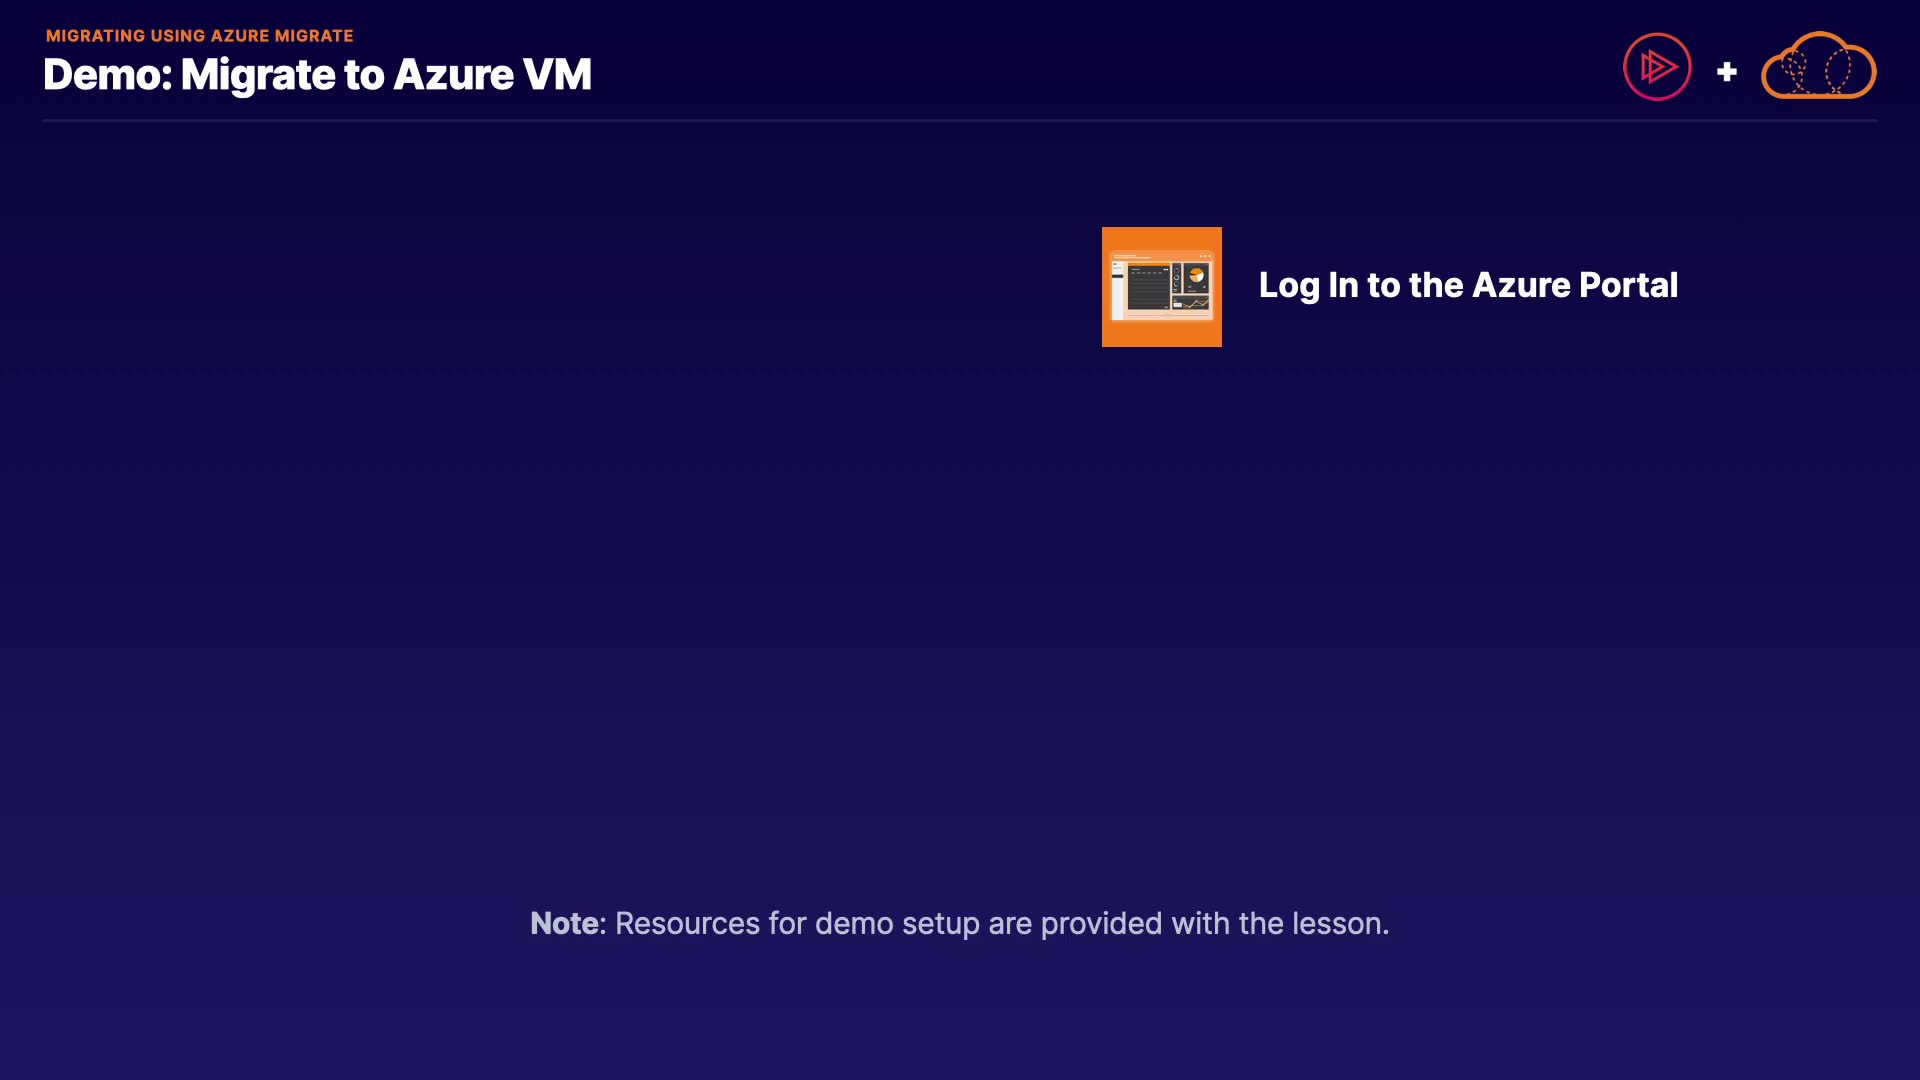 MIGRATING USING AZURE MIGRATE
Demo: Migrate to Azure VM
Log In to the Azure Portal
Note: Resources for demo setup are provided with the lesson.